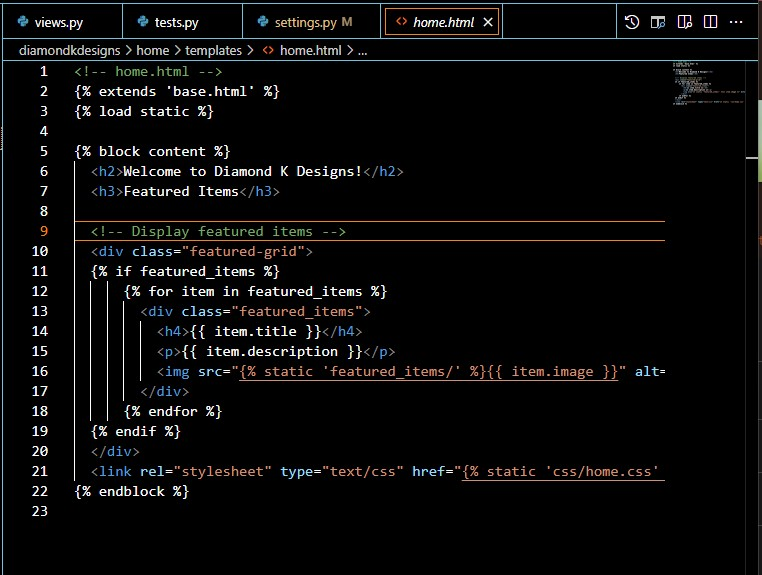 views.py tests.py settings.py M home.html
diamondkdesigns > home > templates > home.html > ...
1 <!-- home.html -->
2 {% extends 'base.html' %}
3 {% load static %}
4
5 {% block content %}
6 <h2>Welcome to Diamond K Designs!</h2>
7 <h3>Featured Items</h3>
8
9 <!-- Display featured items -->
10 <div class="featured-grid">
11 {% if featured_items %}
12 {% for item in featured_items %}
13 <div class="featured_items">
14 <h4>{{ item.title }}</h4>
15 <p>{{ item.description }}</p>
16 <img src="{% static 'featured_items/' %}{{ item.image }}" alt=
17 </div>
18 {% endfor %}
19 {% endif %}
20 </div>
21 <link rel="stylesheet" type="text/css" href="{% static 'css/home.css'
22 {% endblock %}
23